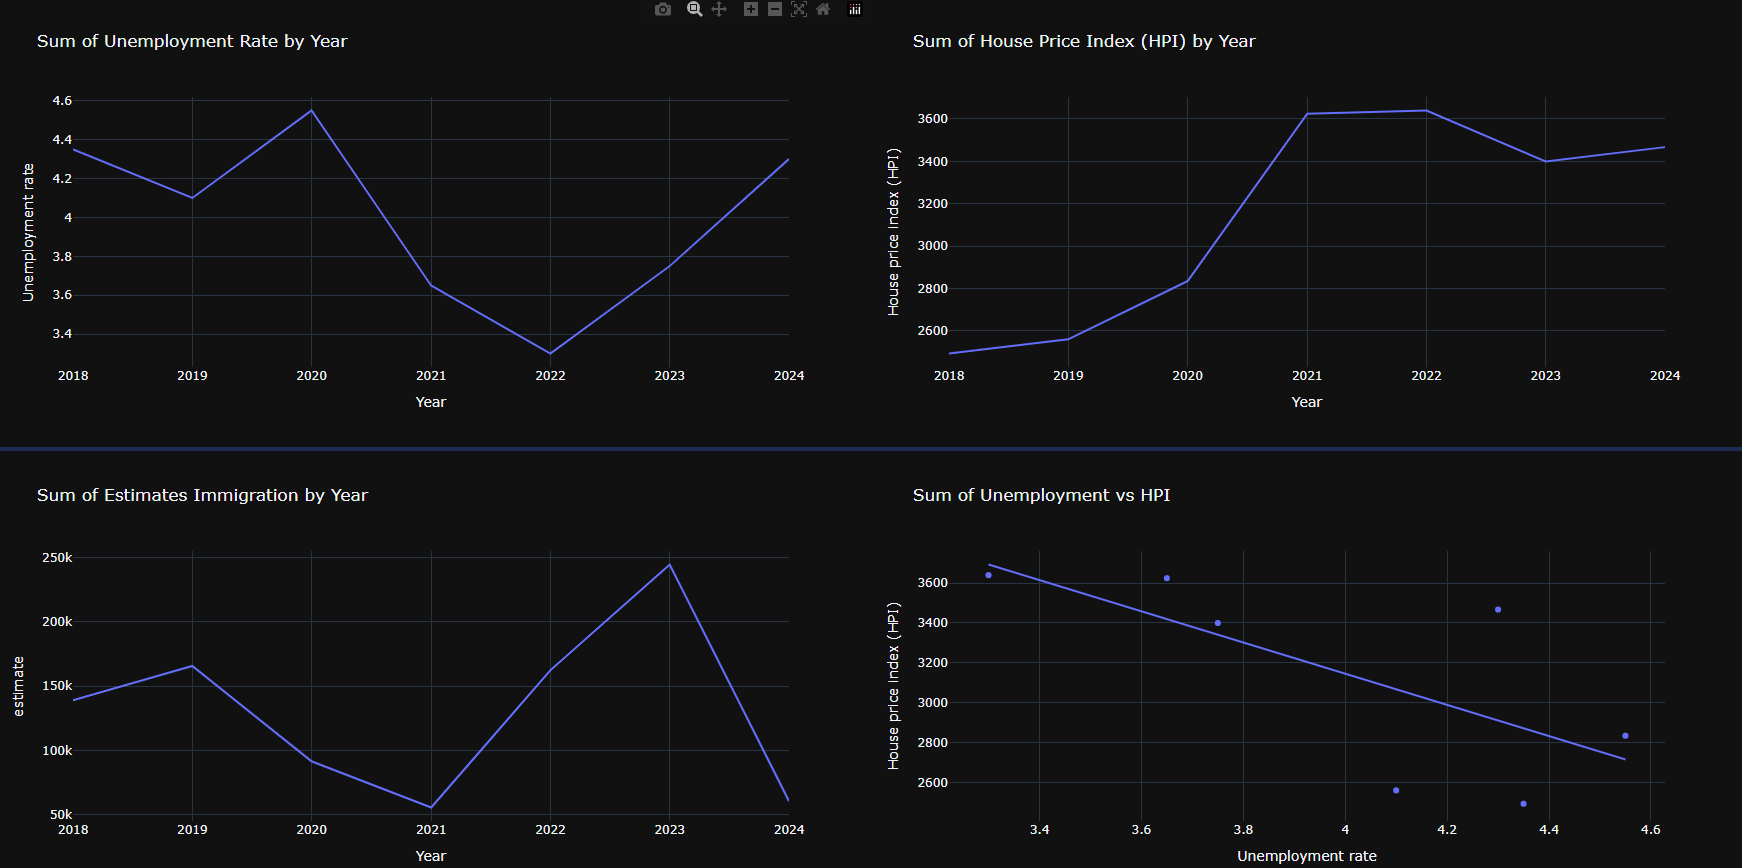 Sum of Unemployment Rate by Year
4.6
4.4
4.2
4
3.8
3.6
3.4
Unemployment rate
2018 2019 2020 2021 2022 2023 2024
Year
Sum of House Price Index (HPI) by Year
3600
3400
3200
3000
2800
2600
House price index (HPI)
2018 2019 2020 2021 2022 2023 2024
Year
Sum of Estimates Immigration by Year
250k
200k
150k
100k
50k
estimate
2018 2019 2020 2021 2022 2023 2024
Year
Sum of Unemployment vs HPI
3600
3400
3200
3000
2800
2600
House price index (HPI)
3.4 3.6 3.8 4 4.2 4.4 4.6
Unemployment rate